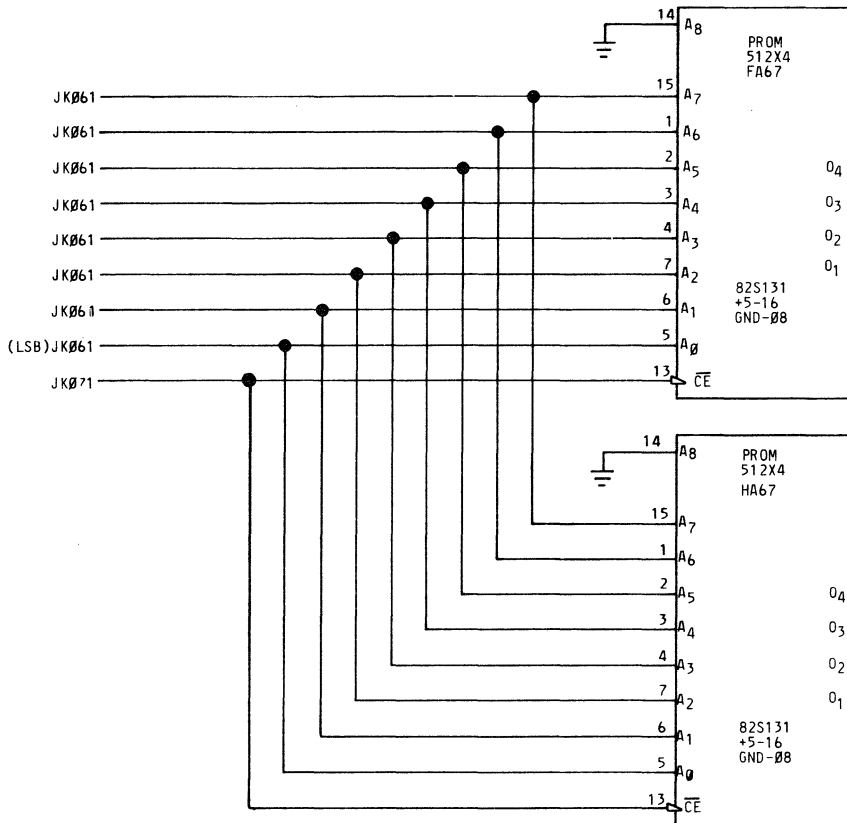 14 A8
PROM
512X4
FA67
JKØ61 15 A7
JKØ61 1 A6
JKØ61 2 A5 O4
JKØ61 3 A4 O3
JKØ61 4 A3 O2
JKØ61 7 A2 O1
JKØ61 6 A1
82S131
+5-16
GND-Ø8
(LSB)JKØ61 5 AØ
JKØ71 13 CE
14 A8
PROM
512X4
HA67
15 A7
1 A6
2 A5 O4
3 A4 O3
4 A3 O2
7 A2 O1
6 A1
82S131
+5-16
GND-Ø8
5 AØ
13 CE